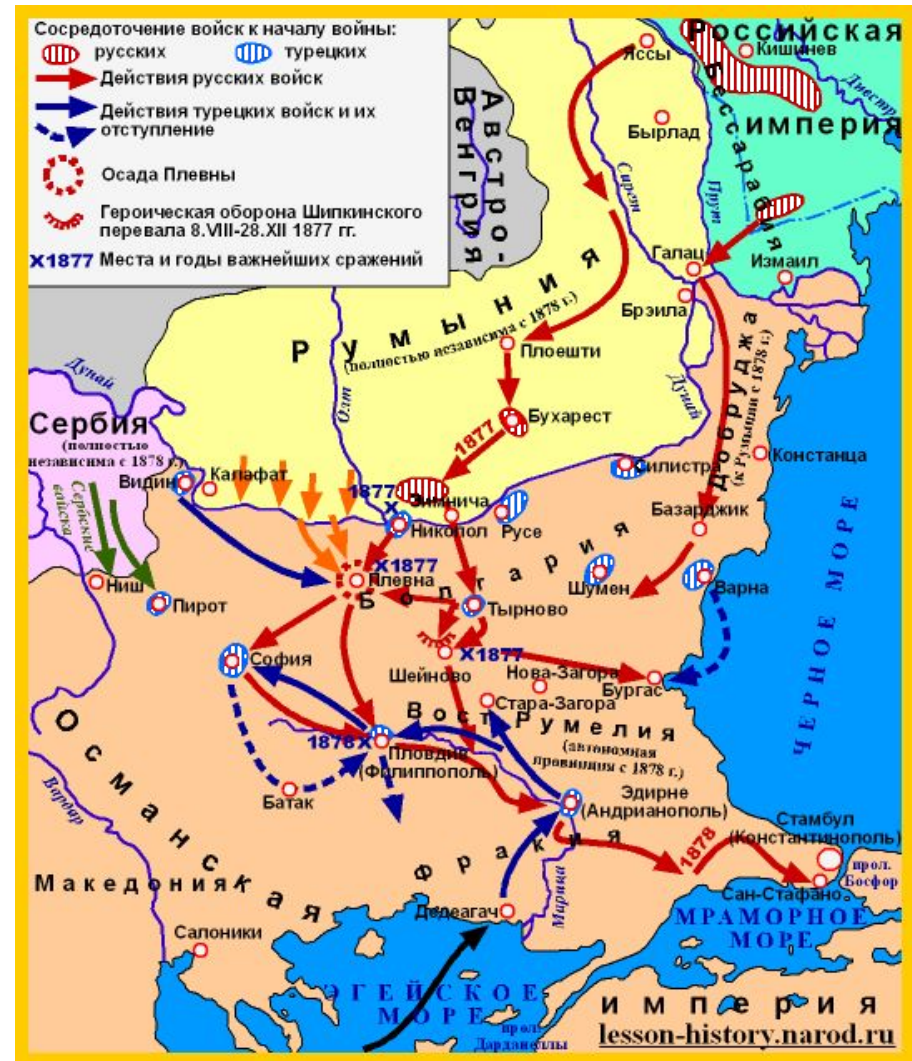 Сосредоточение войск к началу войны:
русских турецких
Действия русских войск
Действия турецких войск и их
отступление
Осада Плевны
Героическая оборона Шипкинского
перевала 8.VIII-28.XII 1877 гг.
X1877 Места и годы важнейших сражений
Российская
империя
Бессарабия
Кишинев
Днестр
Яссы
Бырлад
Сирет
Прут
Австро-
Венгрия
Галац
Измаил
Брэила
Румыния
(полностью независима с 1878 г.)
Плоешти
Дунай
Олт
Бухарест
1877
Добруджа
(к Румынии с 1878 г.)
Констанца
Дунай
Сербия
(полностью
независима с 1878 г.)
Видин
Калафат
Сербские
войска
1877
X
Зимнича
Никопол
Русе
Силистра
Базарджик
X1877
Плевна
Болгария
Шумен
Варна
Ниш
Пирот
Тырново
X1877
Шейново
София
Нова-Загора
Бургас
Стара-Загора
Вост. Румелия
(автономная
провинция с 1878 г.)
1878X
Пловдив
(Филиппополь)
Батак
Эдирне
(Андрианополь)
ЧЕРНОЕ МОРЕ
Вардар
Османская
Македония
Фракия
1878
Стамбул
(Константинополь)
прол.
Босфор
Сан-Стафано
Марица
Дедеагач
Салоники
МРАМОРНОЕ
МОРЕ
ЭГЕЙСКОЕ
МОРЕ
прол.
Дарданеллы
империя
lesson-history.narod.ru